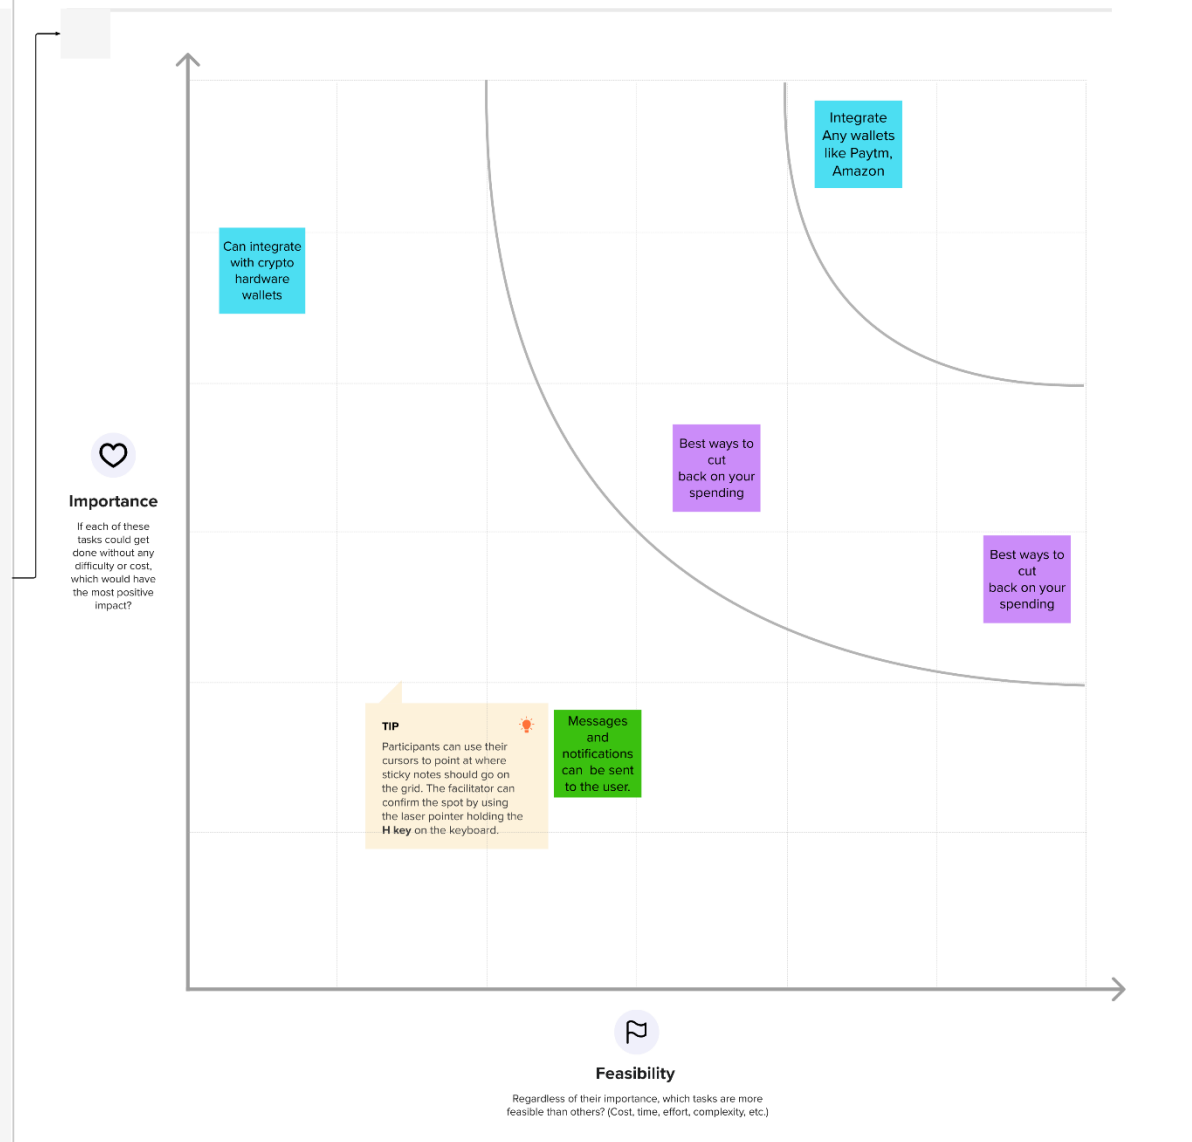 Integrate
Any wallets
like Paytm,
Amazon
Can integrate
with crypto
hardware
wallets
Best ways to
cut
back on your
spending
Importance
If each of these
tasks could get
done without any
difficulty or cost,
which would have
the most positive
impact?
Best ways to
cut
back on your
spending
TIP
Participants can use their
cursors to point at where
sticky notes should go on
the grid. The facilitator can
confirm the spot by using
the laser pointer holding the
H key on the keyboard.
Messages
and
notifications
can  be sent
to the user.
Feasibility
Regardless of their importance, which tasks are more
feasible than others? (Cost, time, effort, complexity, etc.)